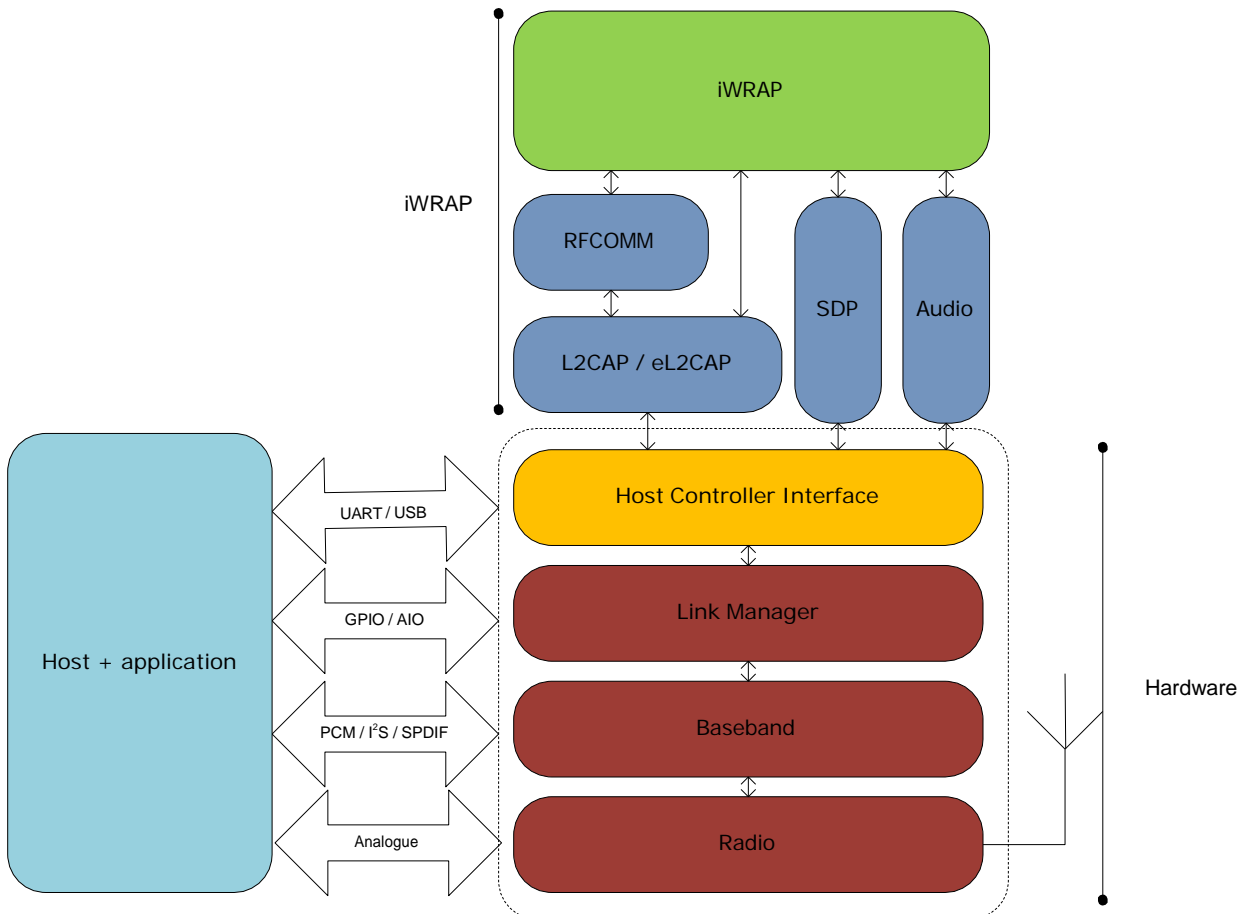 iWRAP
iWRAP
RFCOMM
SDP
Audio
L2CAP / eL2CAP
Host Controller Interface
UART / USB
Link Manager
GPIO / AIO
Host + application
Hardware
Baseband
PCM / I²S / SPDIF
Radio
Analogue